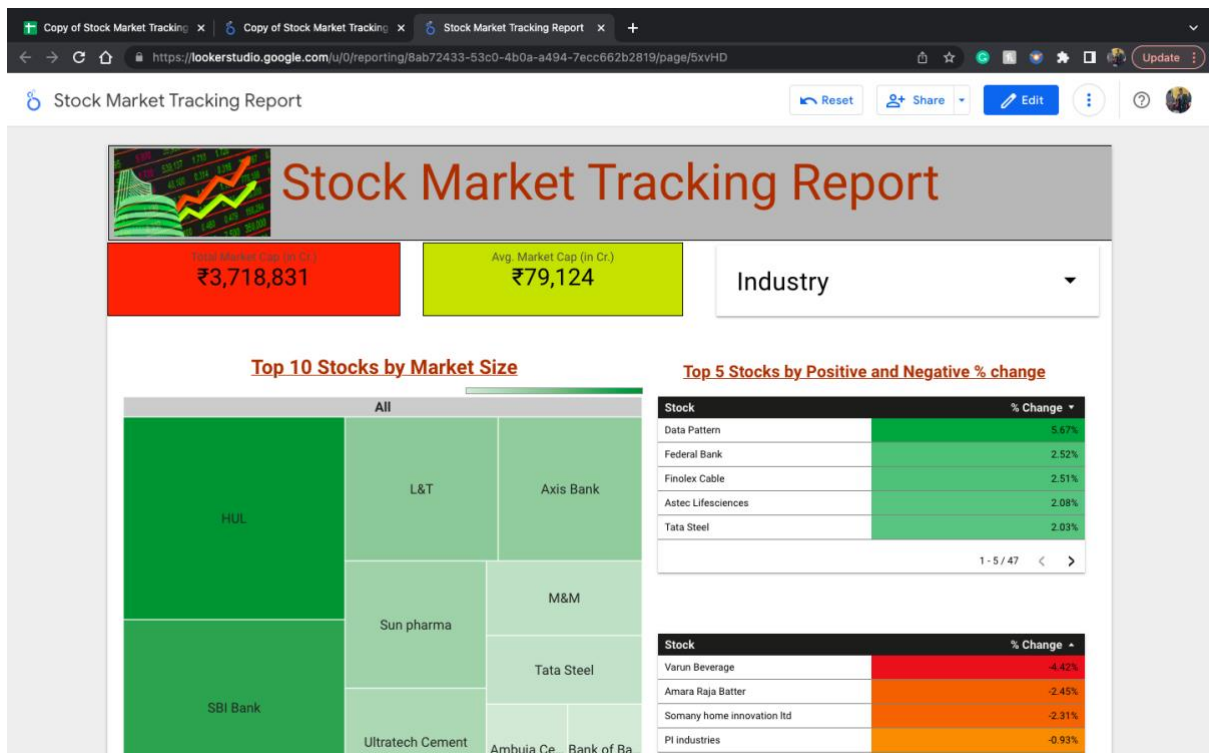 Copy of Stock Market Tracking
Copy of Stock Market Tracking
Stock Market Tracking Report
https://lookerstudio.google.com/u/0/reporting/8ab72433-53c0-4b0a-a494-7ecc662b2819/page/5xvHD
Update
Stock Market Tracking Report
Reset
Share
Edit
Stock Market Tracking Report
Total Market Cap (in Cr.)
₹3,718,831
Avg. Market Cap (in Cr.)
₹79,124
Industry
Top 10 Stocks by Market Size
All
HUL
L&T
Axis Bank
Sun pharma
M&M
Tata Steel
SBI Bank
Ultratech Cement
Ambuja Ce...
Bank of Ba...
Top 5 Stocks by Positive and Negative % change
Stock % Change
Data Pattern 5.67%
Federal Bank 2.52%
Finolex Cable 2.51%
Astec Lifesciences 2.08%
Tata Steel 2.03%
1 - 5 / 47
Stock % Change
Varun Beverage -4.42%
Amara Raja Batter -2.45%
Somany home innovation ltd -2.31%
PI industries -0.93%